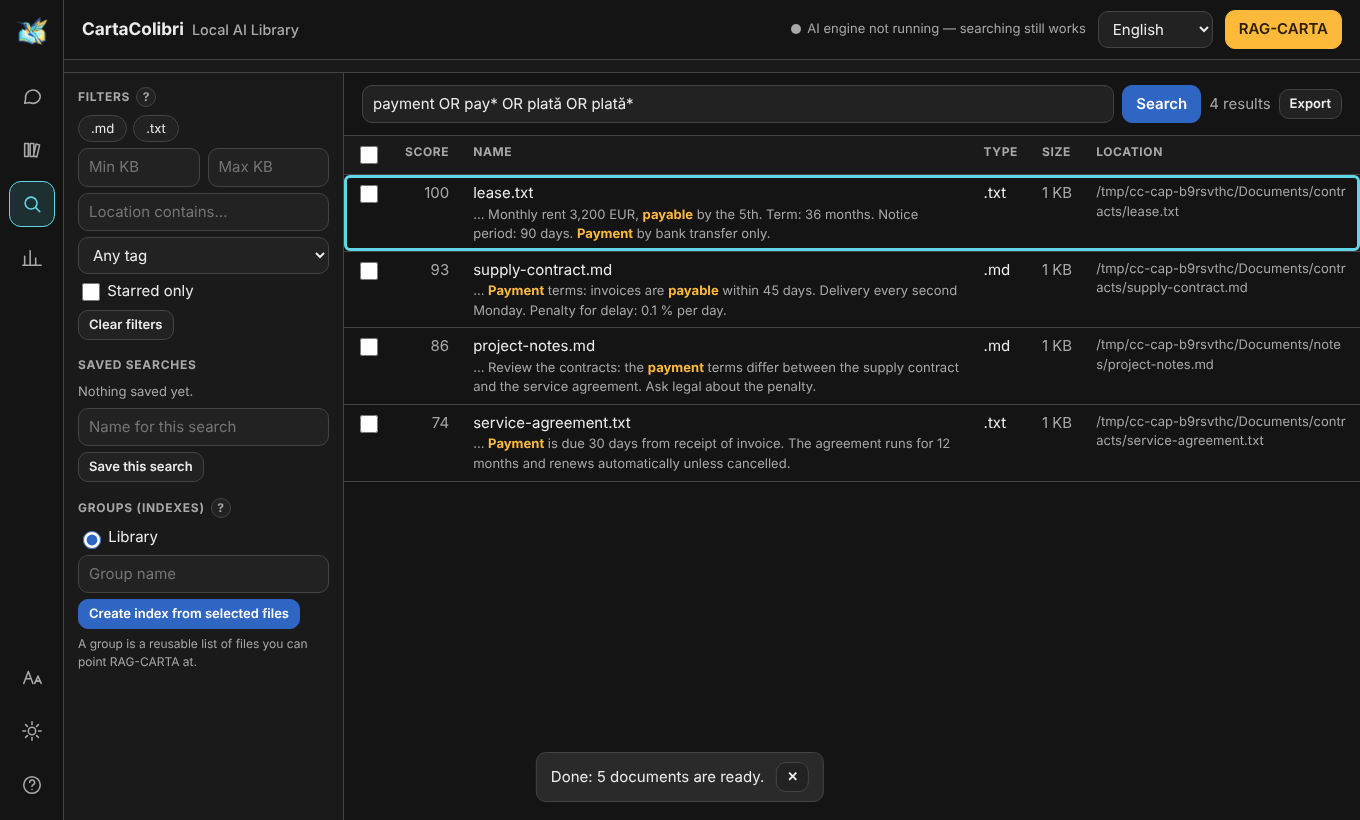 CartaColibri Local AI Library
AI engine not running — searching still works
English
RAG-CARTA
FILTERS ?
.md .txt
Min KB Max KB
Location contains...
Any tag
Starred only
Clear filters
SAVED SEARCHES
Nothing saved yet.
Name for this search
Save this search
GROUPS (INDEXES) ?
Library
Group name
Create index from selected files
A group is a reusable list of files you can
point RAG-CARTA at.
payment OR pay* OR plată OR plată*
Search 4 results Export
SCORE NAME TYPE SIZE LOCATION
100 lease.txt .txt 1 KB /tmp/cc-cap-b9rsvthc/Documents/contr
acts/lease.txt
... Monthly rent 3,200 EUR, payable by the 5th. Term: 36 months. Notice
period: 90 days. Payment by bank transfer only.
93 supply-contract.md .md 1 KB /tmp/cc-cap-b9rsvthc/Documents/contr
acts/supply-contract.md
... Payment terms: invoices are payable within 45 days. Delivery every second
Monday. Penalty for delay: 0.1 % per day.
86 project-notes.md .md 1 KB /tmp/cc-cap-b9rsvthc/Documents/note
s/project-notes.md
... Review the contracts: the payment terms differ between the supply contract
and the service agreement. Ask legal about the penalty.
74 service-agreement.txt .txt 1 KB /tmp/cc-cap-b9rsvthc/Documents/contr
acts/service-agreement.txt
... Payment is due 30 days from receipt of invoice. The agreement runs for 12
months and renews automatically unless cancelled.
Done: 5 documents are ready. ×
AA
?